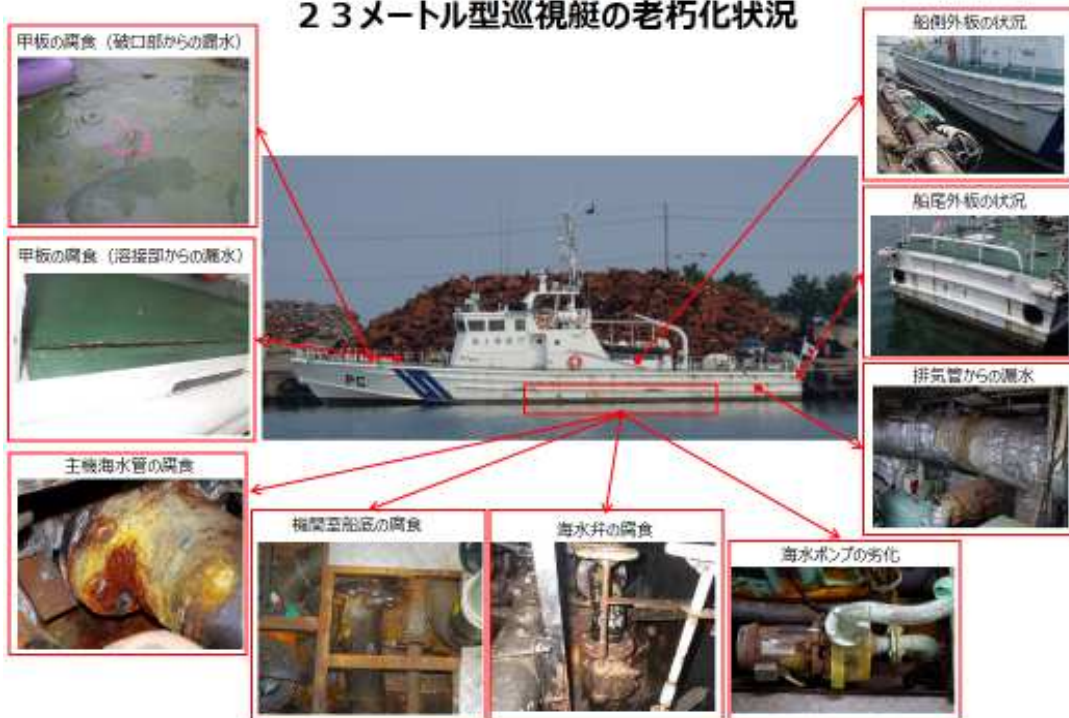 23メートル型巡視艇の老朽化状況
甲板の腐食（破口部からの漏水）
船側外板の状況
甲板の腐食（溶接部からの漏水）
船尾外板の状況
PC
排気管からの漏水
主機海水管の腐食
機関室船底の腐食
海水弁の腐食
海水ポンプの劣化